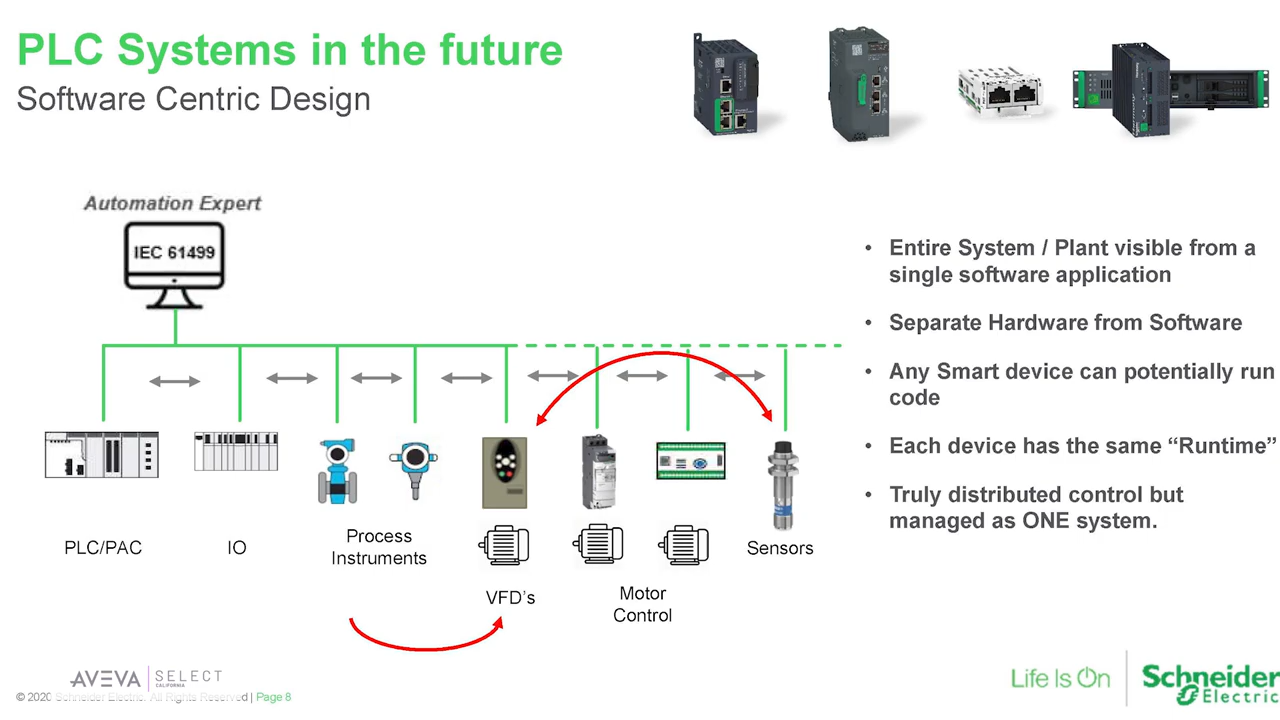 PLC Systems in the future
Software Centric Design
Automation Expert
IEC 61499
• Entire System / Plant visible from a
single software application
• Separate Hardware from Software
• Any Smart device can potentially run
code
• Each device has the same “Runtime”
• Truly distributed control but
managed as ONE system.
PLC/PAC
IO
Process
Instruments
VFD’s
Motor
Control
Sensors
AVEVA SELECT
CALIFORNIA
© 2020 Schneider Electric. All Rights Reserved | Page 8
Life Is On
Schneider
Electric